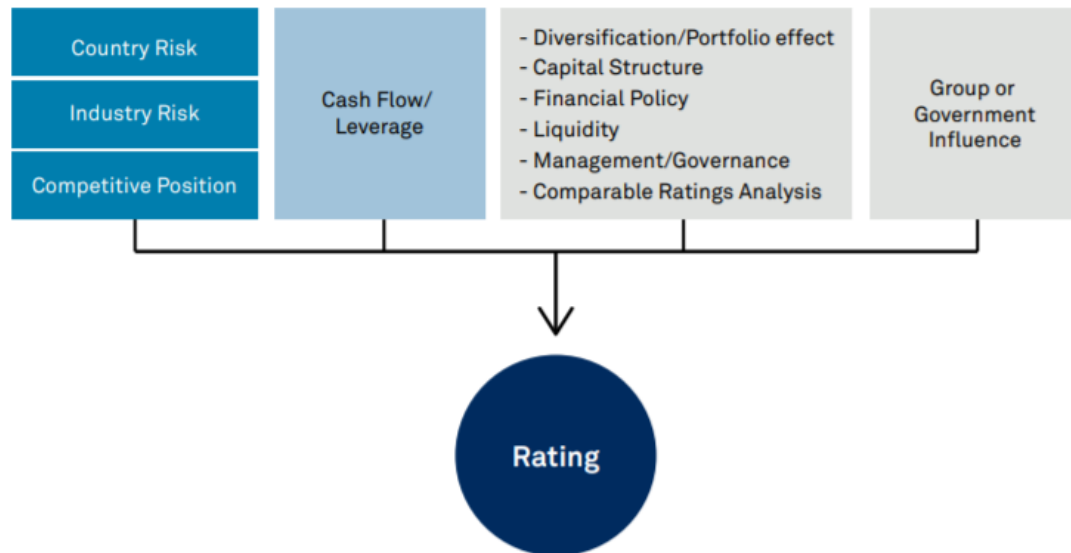 Country Risk
Industry Risk
Competitive Position
Cash Flow/
Leverage
- Diversification/Portfolio effect
- Capital Structure
- Financial Policy
- Liquidity
- Management/Governance
- Comparable Ratings Analysis
Group or
Government
Influence
Rating